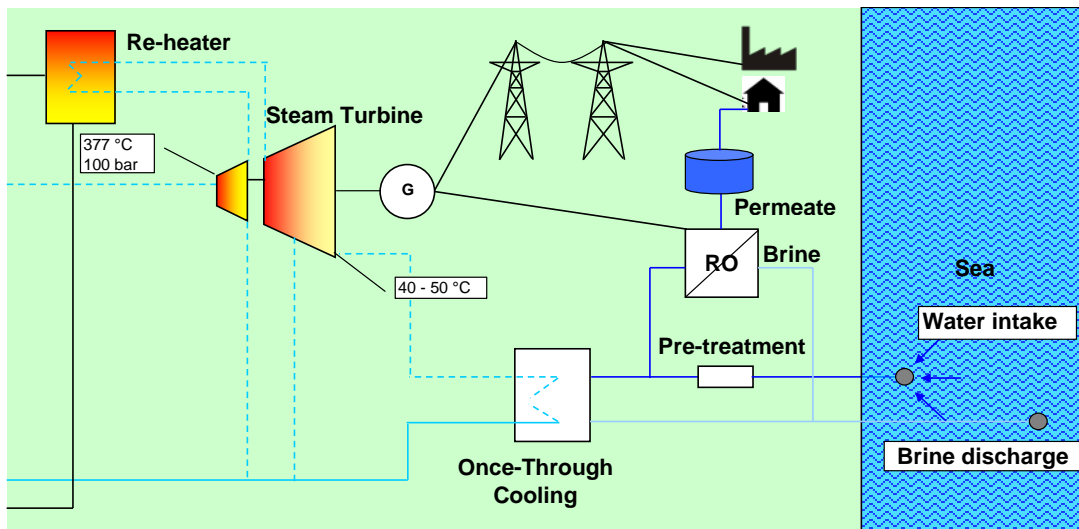 Re-heater
Steam Turbine
377 °C
100 bar
G
Permeate
RO
Brine
Sea
40 - 50 °C
Water intake
Pre-treatment
Brine discharge
Once-Through
Cooling